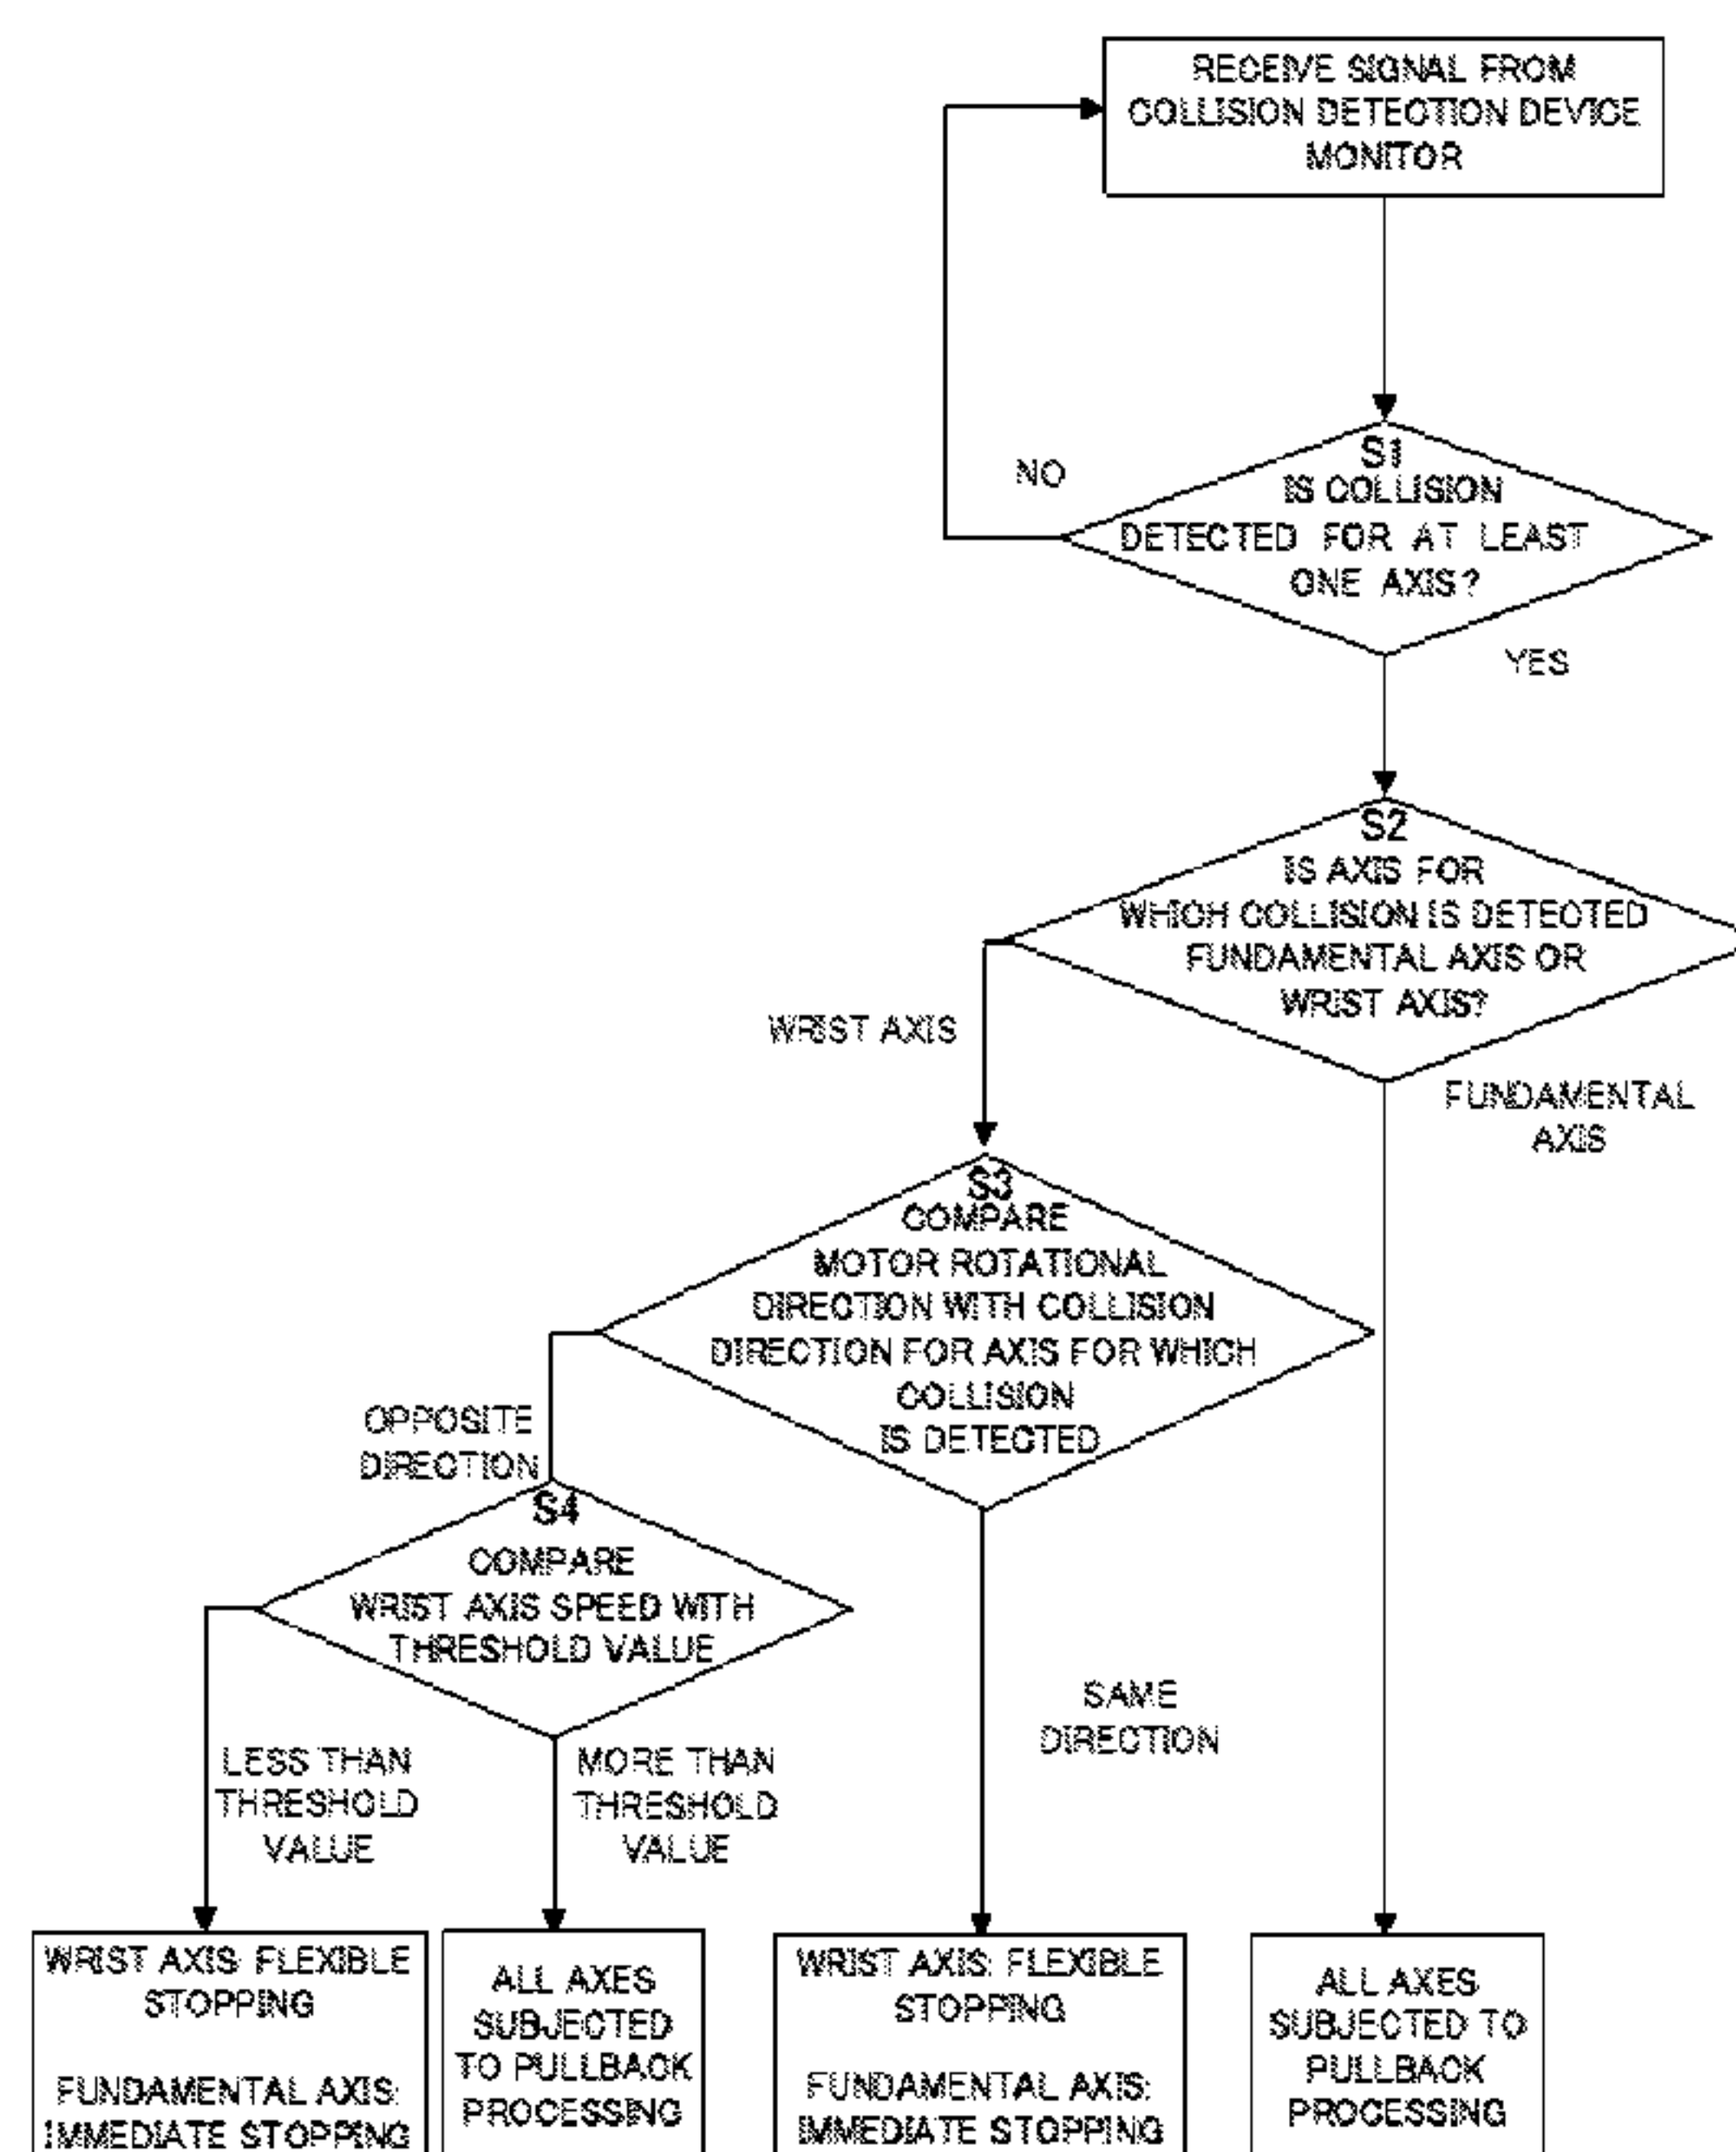 RECEIVE SIGNAL FROM
COLLISION DETECTION DEVICE
MONITOR
S1
IS COLLISION
DETECTED FOR AT LEAST
ONE AXIS?
NO
YES
S2
IS AXIS FOR
WHICH COLLISION IS DETECTED
FUNDAMENTAL AXIS OR
WRIST AXIS?
WRIST AXIS
FUNDAMENTAL
AXIS
S3
COMPARE
MOTOR ROTATIONAL
DIRECTION WITH COLLISION
DIRECTION FOR AXIS FOR WHICH
COLLISION
IS DETECTED
OPPOSITE
DIRECTION
S4
COMPARE
WRIST AXIS SPEED WITH
THRESHOLD VALUE
SAME
DIRECTION
LESS THAN
THRESHOLD
VALUE
MORE THAN
THRESHOLD
VALUE
WRIST AXIS: FLEXIBLE
STOPPING
FUNDAMENTAL AXIS:
IMMEDIATE STOPPING
ALL AXES
SUBJECTED
TO PULLBACK
PROCESSING
WRIST AXIS: FLEXIBLE
STOPPING
FUNDAMENTAL AXIS:
IMMEDIATE STOPPING
ALL AXES
SUBJECTED TO
PULLBACK
PROCESSING